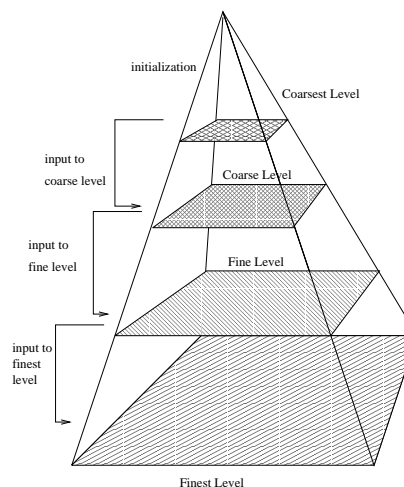 initialization
Coarsest Level
input to
coarse level
Coarse Level
input to
fine level
Fine Level
input to
finest
level
Finest Level